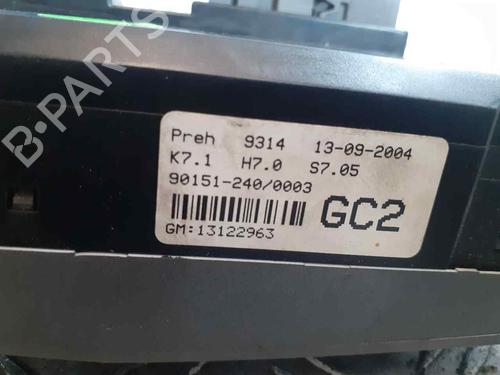 Preh 9314 13-09-2004
K7.1 H7.0 S7.05
90151-240/0003
GC2
GM:13122963
B-PARTS